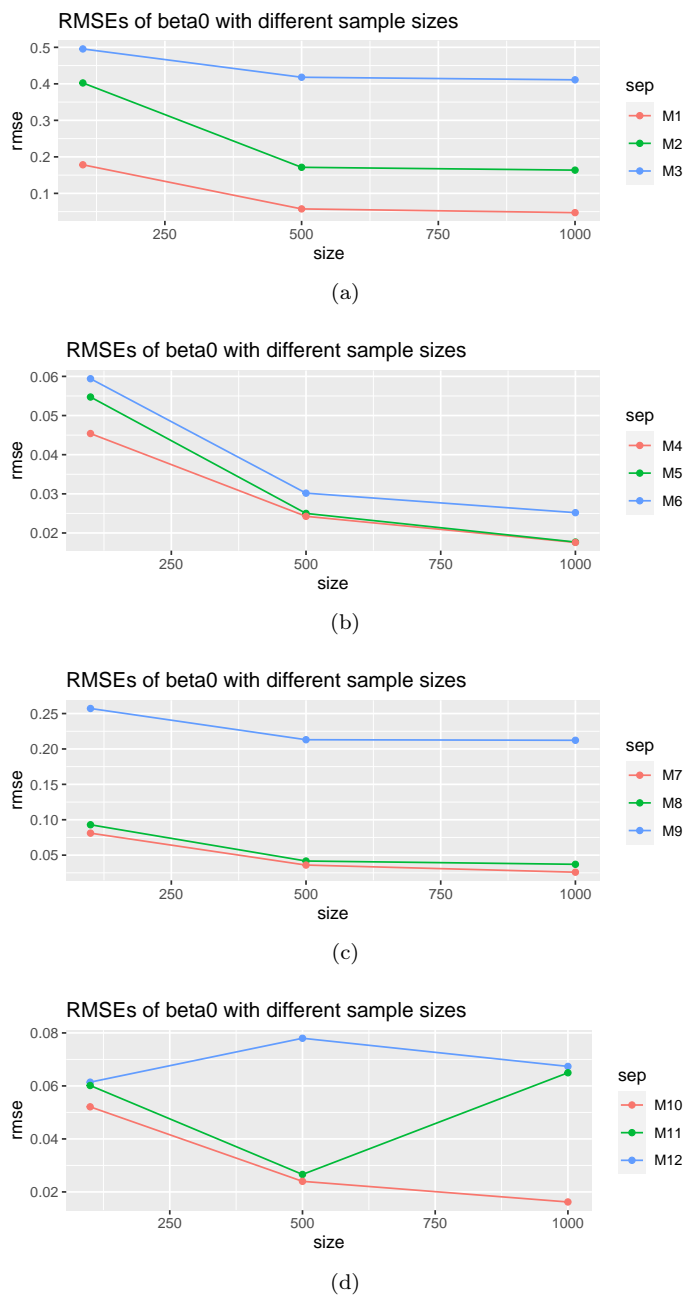 RMSEs of beta0 with different sample sizes
0.5
0.4
0.3
0.2
0.1
rmse
250
500
750
1000
size
sep
M1
M2
M3
(a)
RMSEs of beta0 with different sample sizes
0.06
0.05
0.04
0.03
0.02
rmse
250
500
750
1000
size
sep
M4
M5
M6
(b)
RMSEs of beta0 with different sample sizes
0.25
0.20
0.15
0.10
0.05
rmse
250
500
750
1000
size
sep
M7
M8
M9
(c)
RMSEs of beta0 with different sample sizes
0.08
0.06
0.04
0.02
rmse
250
500
750
1000
size
sep
M10
M11
M12
(d)